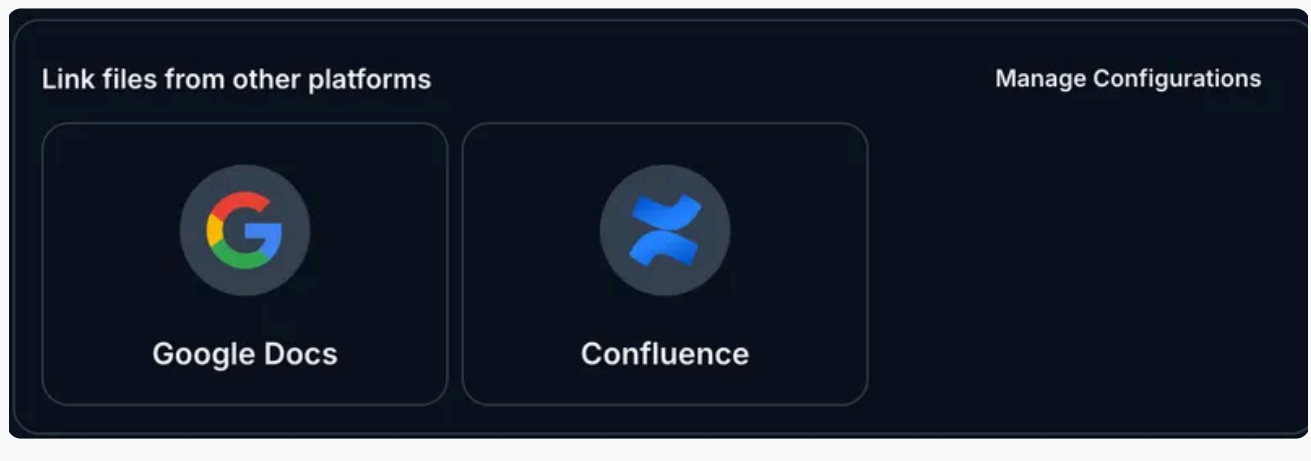 Link files from other platforms
Manage Configurations
Google Docs
Confluence